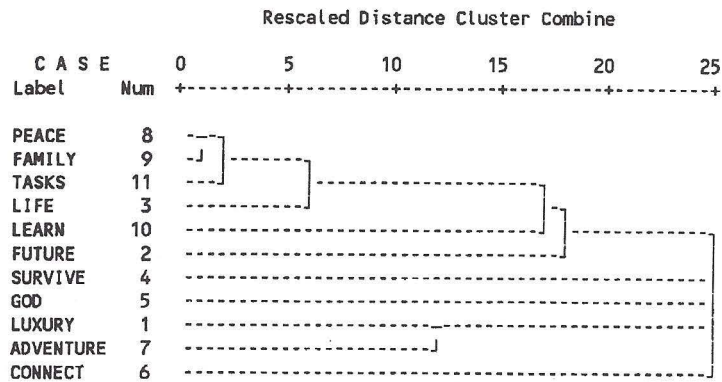 Rescaled Distance Cluster Combine
C A S E 0 5 10 15 20 25
Label Num
PEACE 8
FAMILY 9
TASKS 11
LIFE 3
LEARN 10
FUTURE 2
SURVIVE 4
GOD 5
LUXURY 1
ADVENTURE 7
CONNECT 6